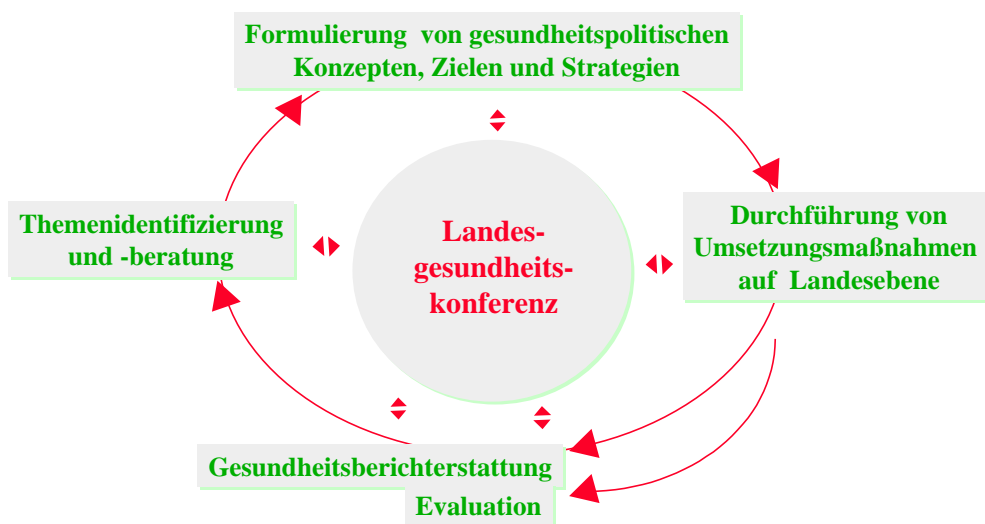 Formulierung von gesundheitspolitischen
Konzepten, Zielen und Strategien
Themenidentifizierung
und -beratung
Landes-
gesundheits-
konferenz
Durchführung von
Umsetzungsmaßnahmen
auf Landesebene
Gesundheitsberichterstattung
Evaluation